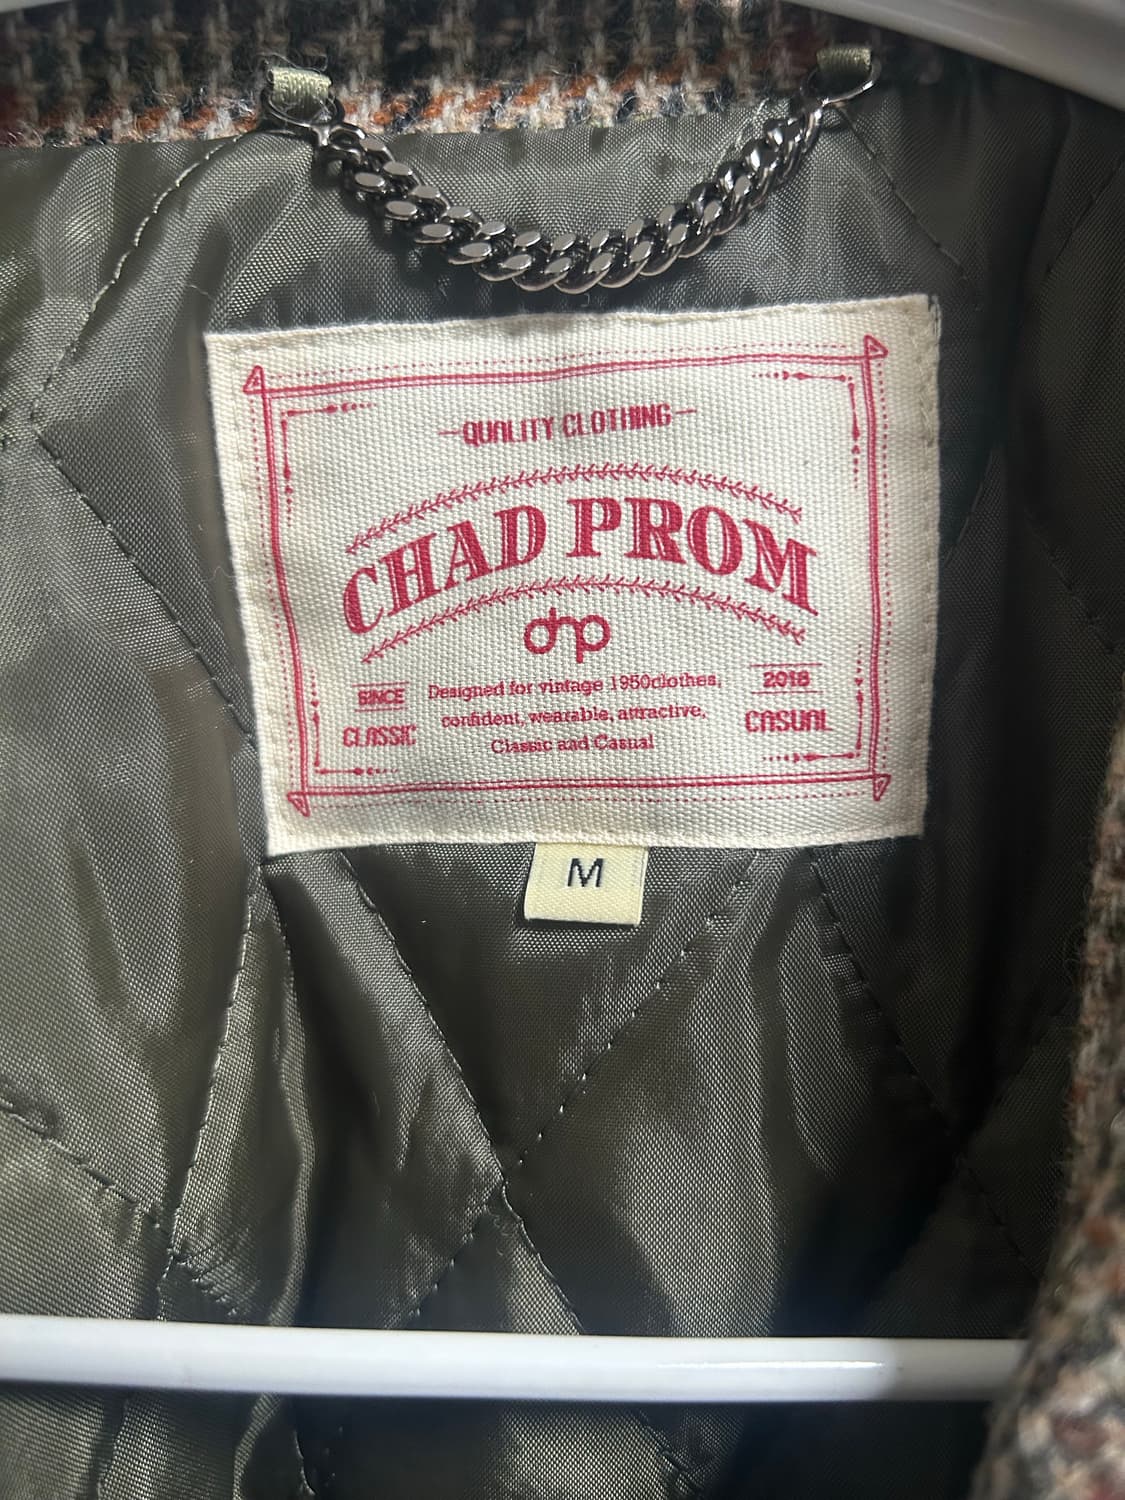 QUALITY CLOTHING
CHAD PROM
chp
SINCE 2018
Designed for vintage 1950clothes,
confident, wearable, attractive,
Classic and Casual
CLASSIC CASUAL
M